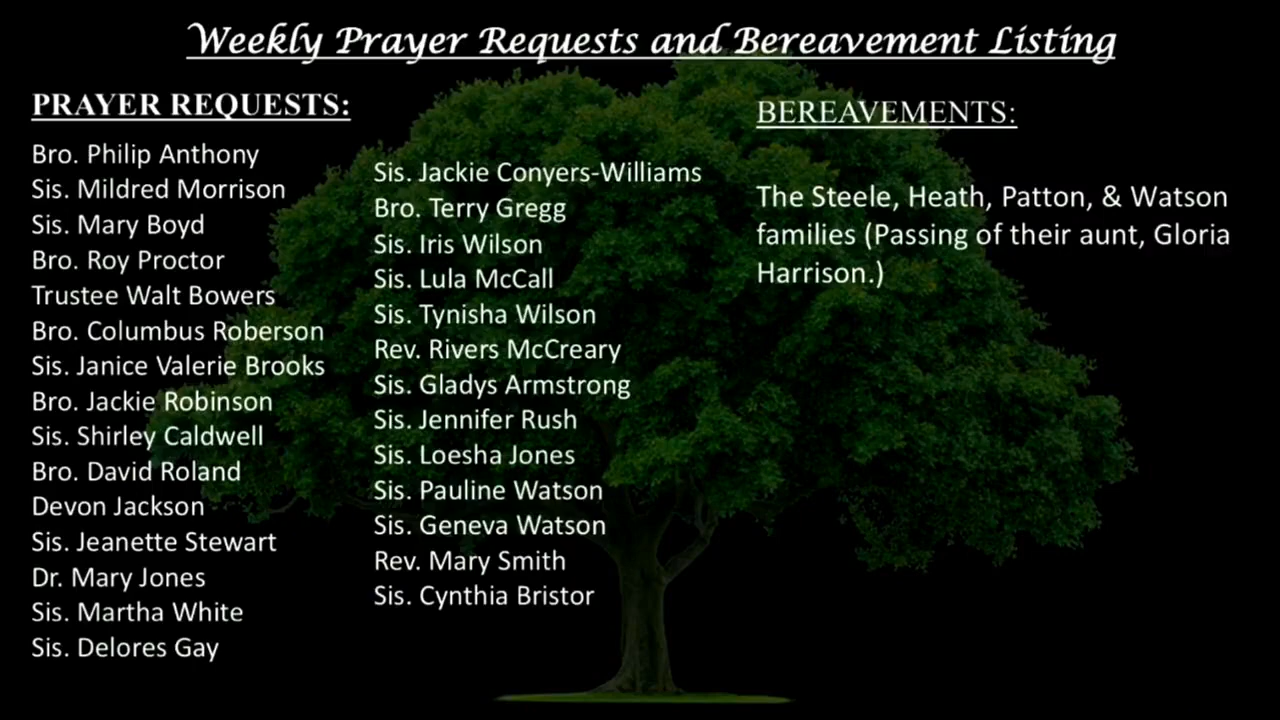 Weekly Prayer Requests and Bereavement Listing
PRAYER REQUESTS:
Bro. Philip Anthony
Sis. Mildred Morrison
Sis. Mary Boyd
Bro. Roy Proctor
Trustee Walt Bowers
Bro. Columbus Roberson
Sis. Janice Valerie Brooks
Bro. Jackie Robinson
Sis. Shirley Caldwell
Bro. David Roland
Devon Jackson
Sis. Jeanette Stewart
Dr. Mary Jones
Sis. Martha White
Sis. Delores Gay
Sis. Jackie Conyers-Williams
Bro. Terry Gregg
Sis. Iris Wilson
Sis. Lula McCall
Sis. Tynisha Wilson
Rev. Rivers McCreary
Sis. Gladys Armstrong
Sis. Jennifer Rush
Sis. Loesha Jones
Sis. Pauline Watson
Sis. Geneva Watson
Rev. Mary Smith
Sis. Cynthia Bristor
BEREAVEMENTS:
The Steele, Heath, Patton, & Watson
families (Passing of their aunt, Gloria
Harrison.)